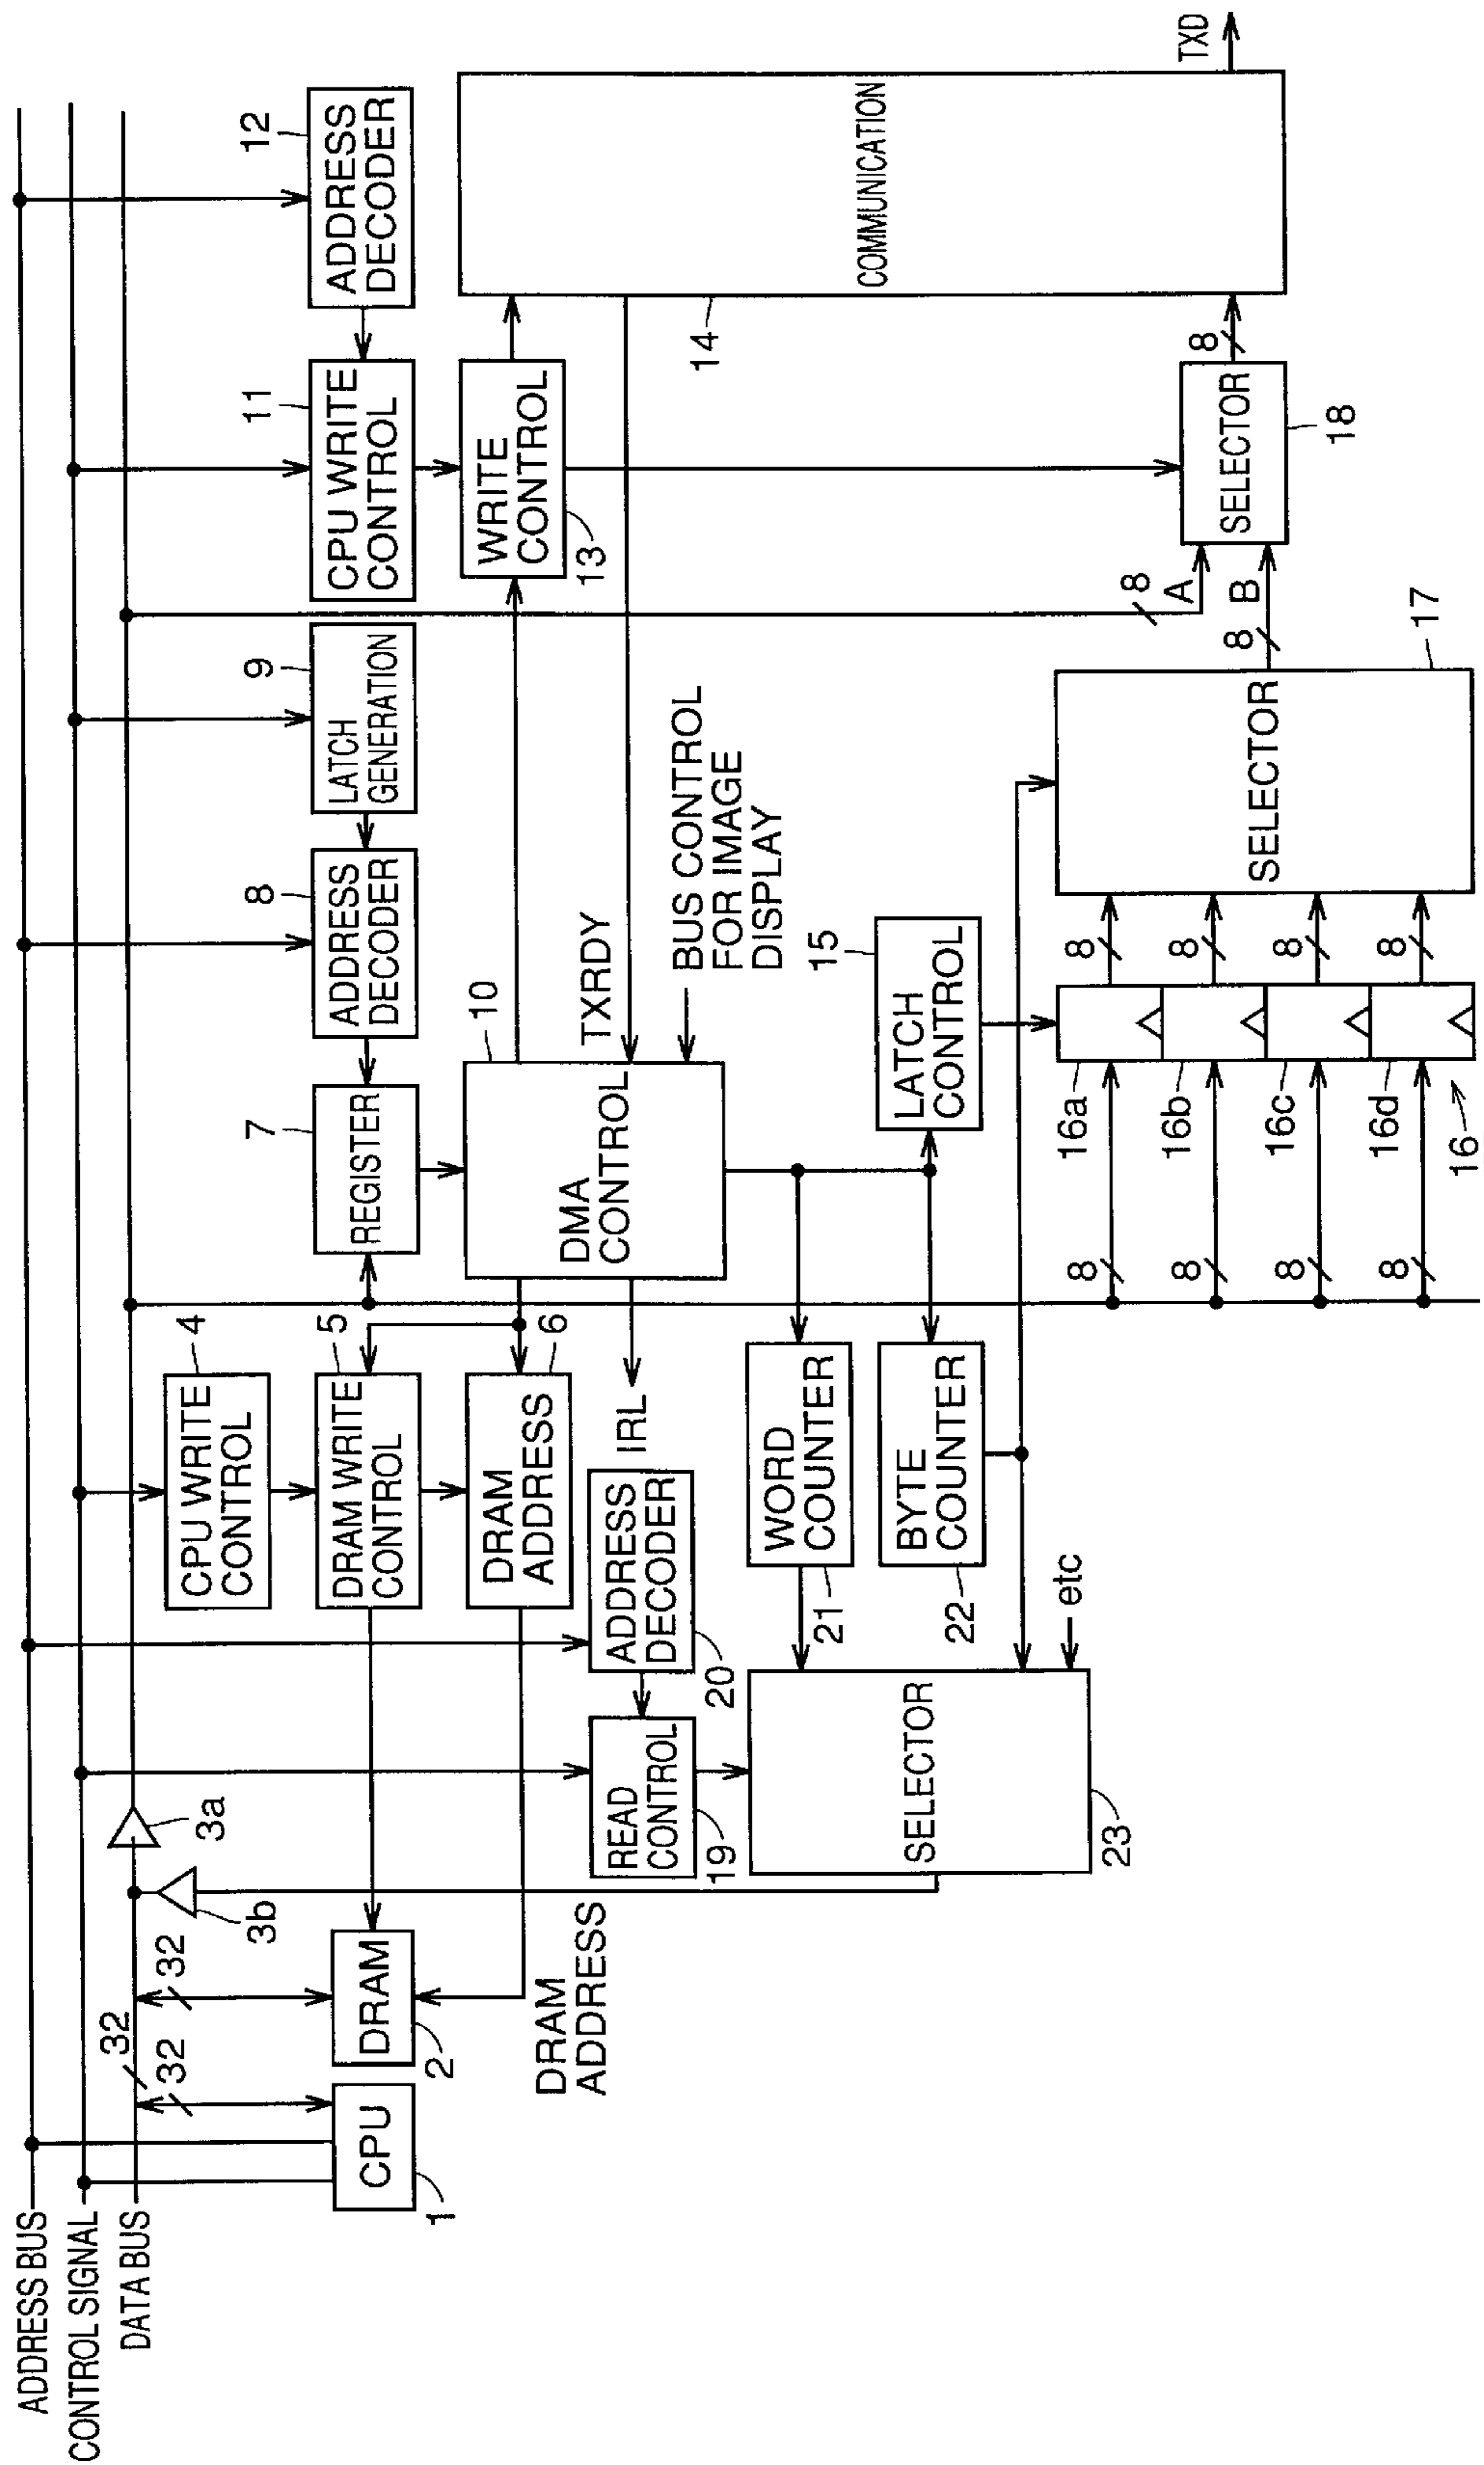 ADDRESS BUS
CONTROL SIGNAL
DATA BUS
CPU
1
32
32
32
DRAM
2
3b
3a
DRAM
ADDRESS
CPU WRITE
CONTROL
4
DRAM WRITE
CONTROL
5
DRAM
ADDRESS
6
IRL
READ
CONTROL
19
ADDRESS
DECODER
20
SELECTOR
23
etc
WORD
COUNTER
21
BYTE
COUNTER
22
REGISTER
7
ADDRESS
DECODER
8
LATCH
GENERATION
9
DMA
CONTROL
10
TXRDY
BUS CONTROL
FOR IMAGE
DISPLAY
CPU WRITE
CONTROL
11
ADDRESS
DECODER
12
WRITE
CONTROL
13
COMMUNICATION
14
TXD
LATCH
CONTROL
15
8
8
8
8
16a
16b
16c
16d
16
8
8
8
8
SELECTOR
17
8
A
8
B
SELECTOR
18
8